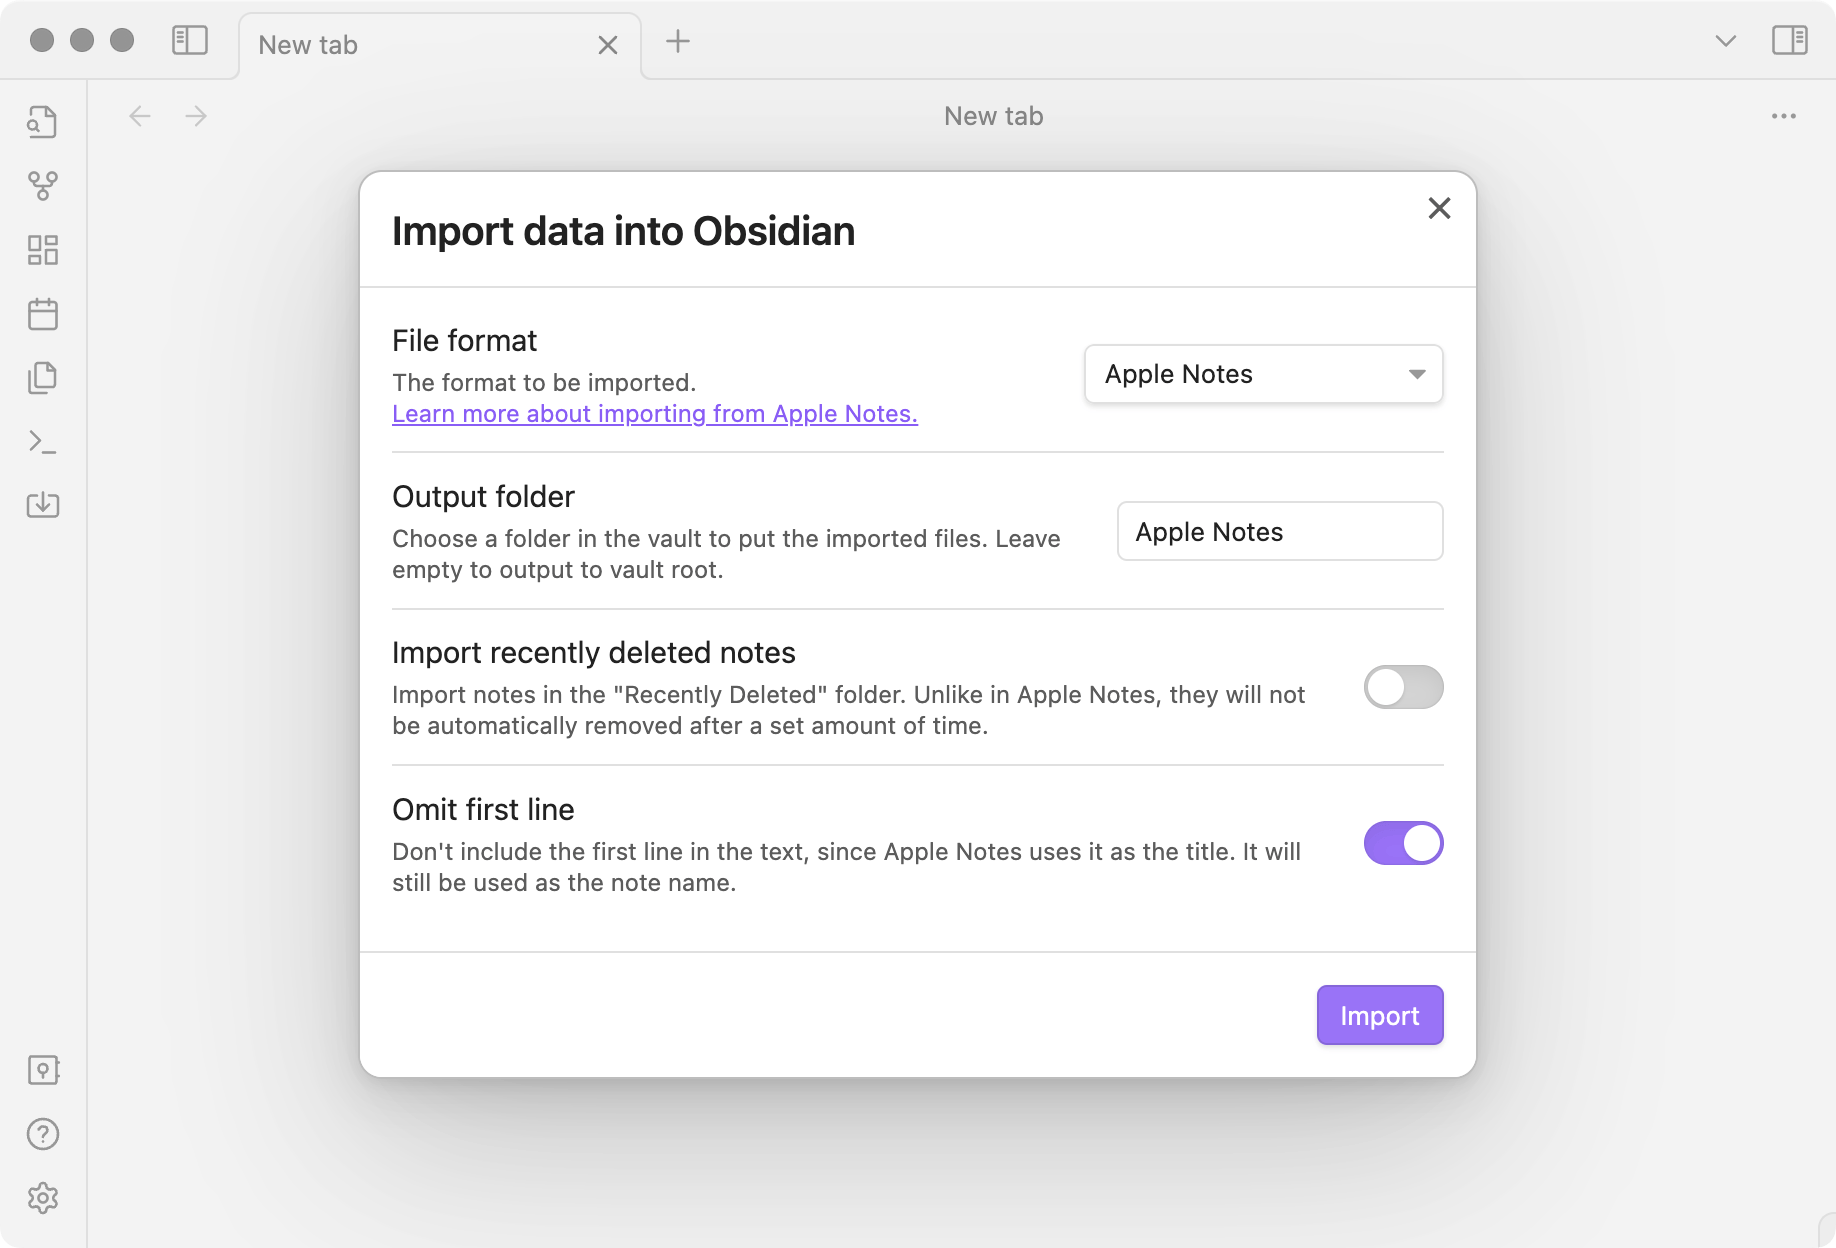 New tab
New tab
Import data into Obsidian
File format
The format to be imported.
Learn more about importing from Apple Notes.
Apple Notes
Output folder
Choose a folder in the vault to put the imported files. Leave
empty to output to vault root.
Apple Notes
Import recently deleted notes
Import notes in the "Recently Deleted" folder. Unlike in Apple Notes, they will not
be automatically removed after a set amount of time.
Omit first line
Don't include the first line in the text, since Apple Notes uses it as the title. It will
still be used as the note name.
Import